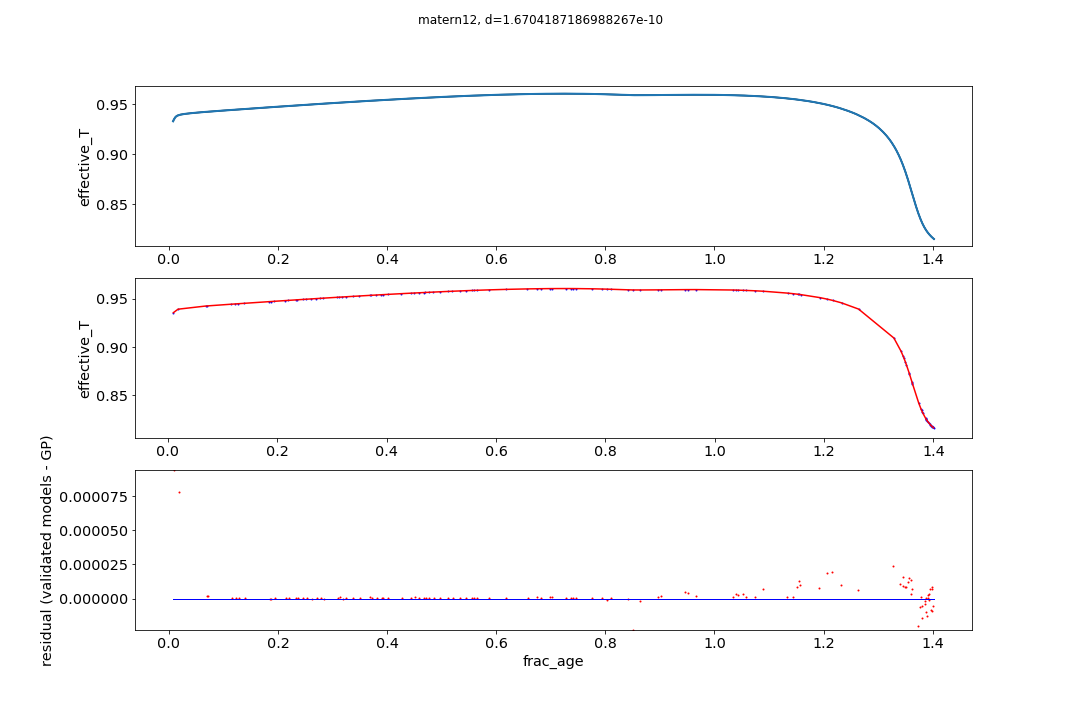 matern12, d=1.6704187186988267e-10
effective_T
0.95
0.90
0.85
0.0 0.2 0.4 0.6 0.8 1.0 1.2 1.4
effective_T
0.95
0.90
0.85
0.0 0.2 0.4 0.6 0.8 1.0 1.2 1.4
residual (validated models - GP)
0.000075
0.000050
0.000025
0.000000
0.0 0.2 0.4 0.6 0.8 1.0 1.2 1.4
frac_age